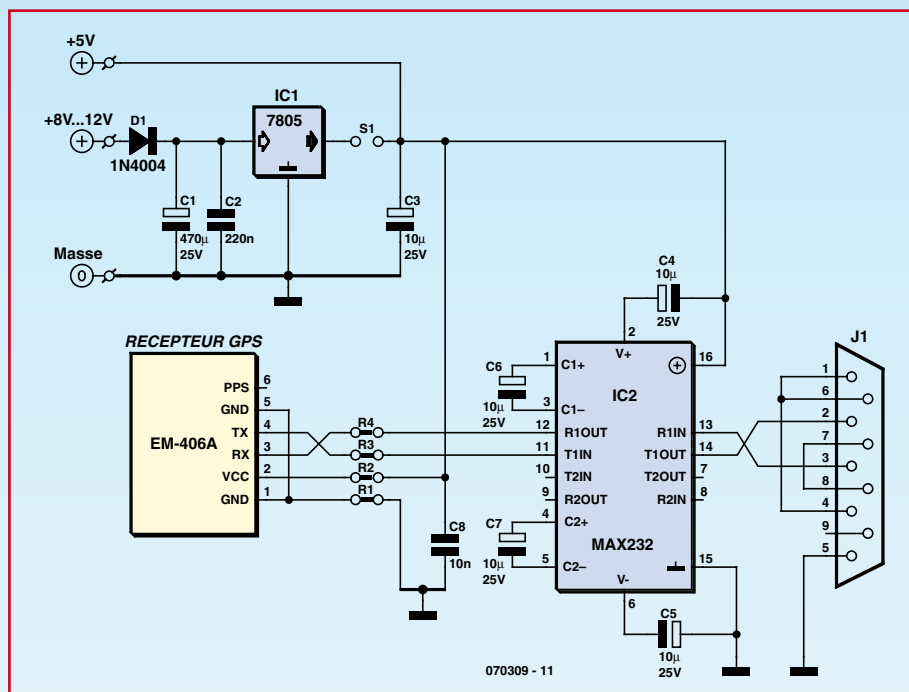 +5V
+8V...12V
D1
1N4004
IC1
7805
S1
C1
470µ
25V
C2
220n
C3
10µ
25V
Masse
0
RECEPTEUR GPS
EM-406A
PPS
6
GND
5
TX
4
RX
3
VCC
2
GND
1
R4
R3
R2
R1
C8
10n
C4
10µ
25V
C6
10µ
25V
C7
10µ
25V
C5
10µ
25V
IC2
MAX232
2
V+
1
C1+
3
C1–
12
R1OUT
11
T1IN
10
T2IN
9
R2OUT
4
C2+
5
C2–
V-
6
16
R1IN
13
T1OUT
14
T2OUT
7
R2IN
8
15
J1
1
6
2
7
3
8
4
9
5
070309 - 11